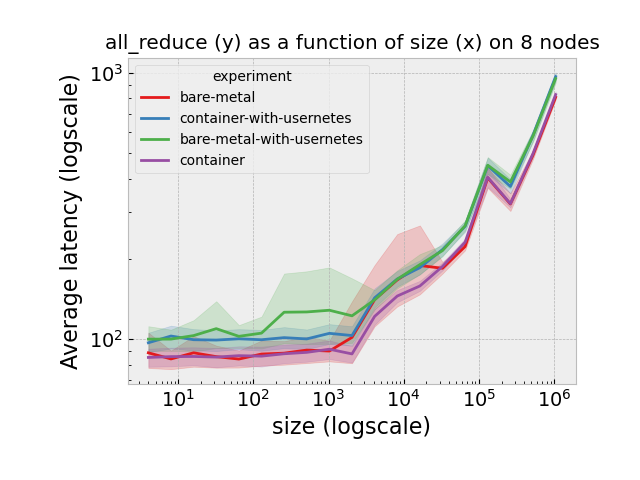 all_reduce (y) as a function of size (x) on 8 nodes
Average latency (logscale)
10³
10²
experiment
bare-metal
container-with-usernetes
bare-metal-with-usernetes
container
10¹ 10² 10³ 10⁴ 10⁵ 10⁶
size (logscale)